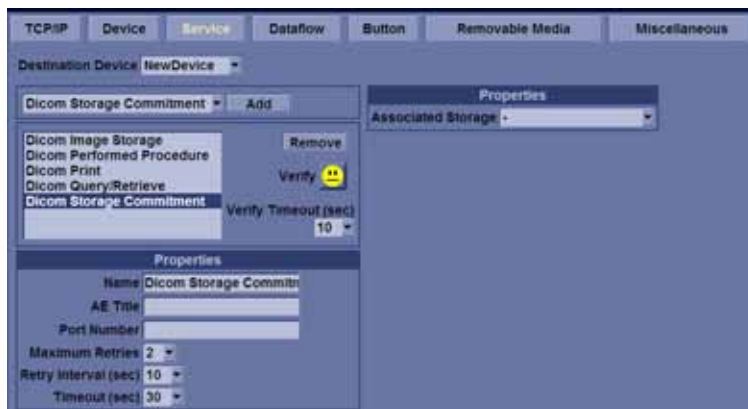 TCP/IP Device Service Dataflow Button Removable Media Miscellaneous
Destination Device NewDevice
Dicom Storage Commitment Add
Dicom Image Storage
Dicom Performed Procedure
Dicom Print
Dicom Query/Retrieve
Dicom Storage Commitment
Remove
Verify
Verify Timeout (sec)
10
Properties
Name Dicom Storage Commitm
AE Title
Port Number
Maximum Retries 2
Retry Interval (sec) 10
Timeout (sec) 30
Properties
Associated Storage -